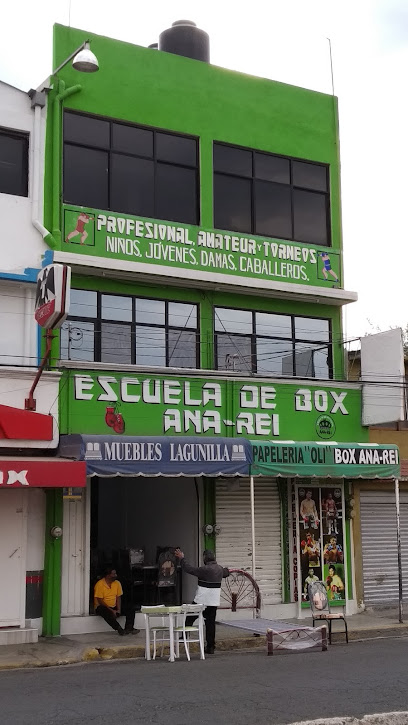 PROFESIONAL, AMATEUR Y TORNEOS
NIÑOS, JÓVENES, DAMAS, CABALLEROS.
ESCUELA DE BOX
ANA-REI
MUEBLES LAGUNILLA
PAPELERIA "OLI" BOX ANA-REI